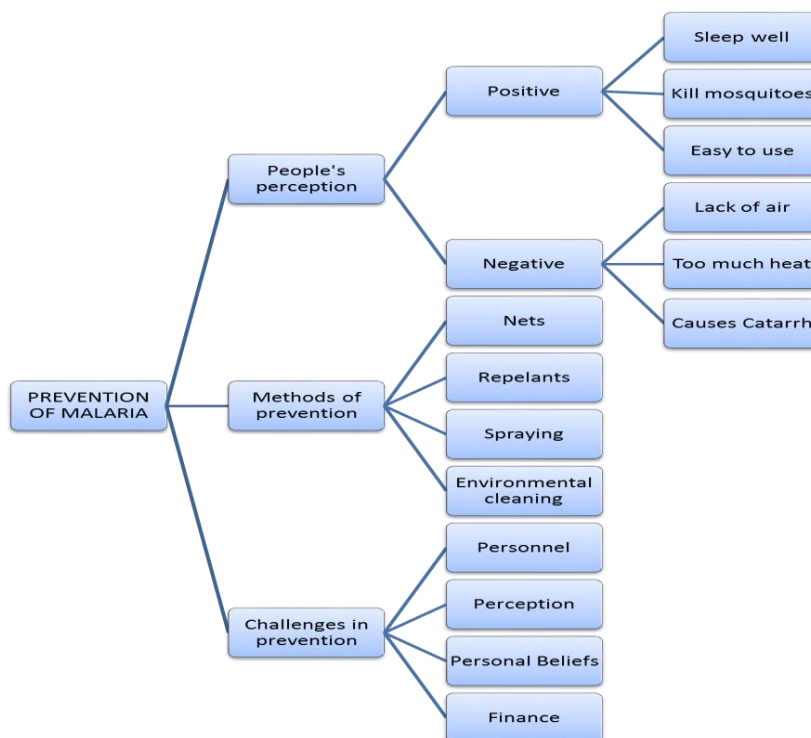 PREVENTION
OF MALARIA
People's
perception
Positive
Sleep well
Kill mosquitoes
Easy to use
Negative
Lack of air
Too much heat
Causes Catarrh
Methods of
prevention
Nets
Repelants
Spraying
Environmental
cleaning
Challenges in
prevention
Personnel
Perception
Personal Beliefs
Finance